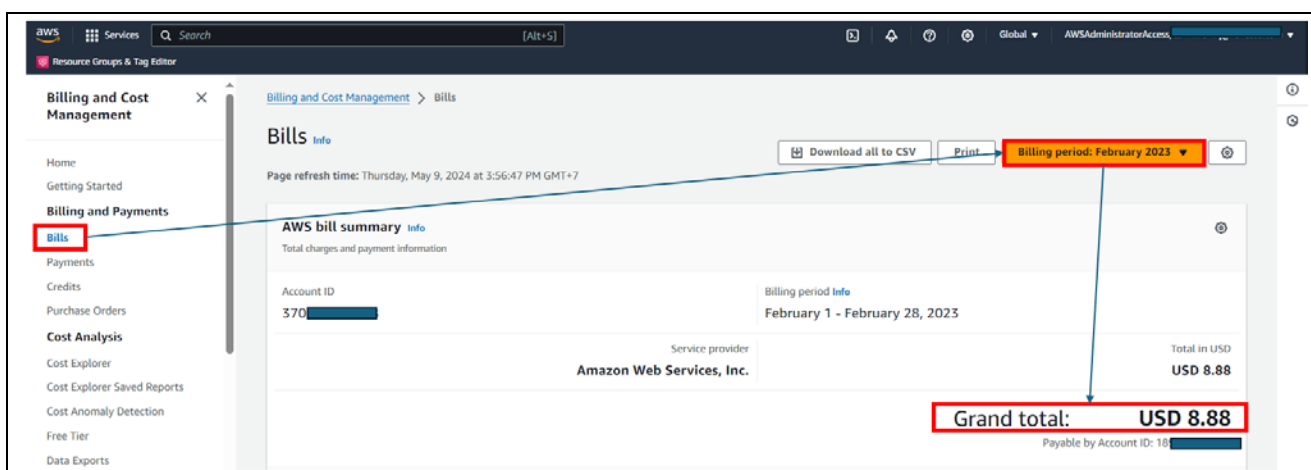 aws Services Search [Alt+S] Global AWSAdministratorAccess
Resource Groups & Tag Editor
Billing and Cost Management
Home
Getting Started
Billing and Payments
Bills
Payments
Credits
Purchase Orders
Cost Analysis
Cost Explorer
Cost Explorer Saved Reports
Cost Anomaly Detection
Free Tier
Data Exports
Billing and Cost Management > Bills
Bills Info
Download all to CSV Print Billing period: February 2023
Page refresh time: Thursday, May 9, 2024 at 3:56:47 PM GMT+7
AWS bill summary Info
Total charges and payment information
Account ID
370
Billing period Info
February 1 - February 28, 2023
Service provider
Amazon Web Services, Inc.
Total in USD
USD 8.88
Grand total: USD 8.88
Payable by Account ID: 18